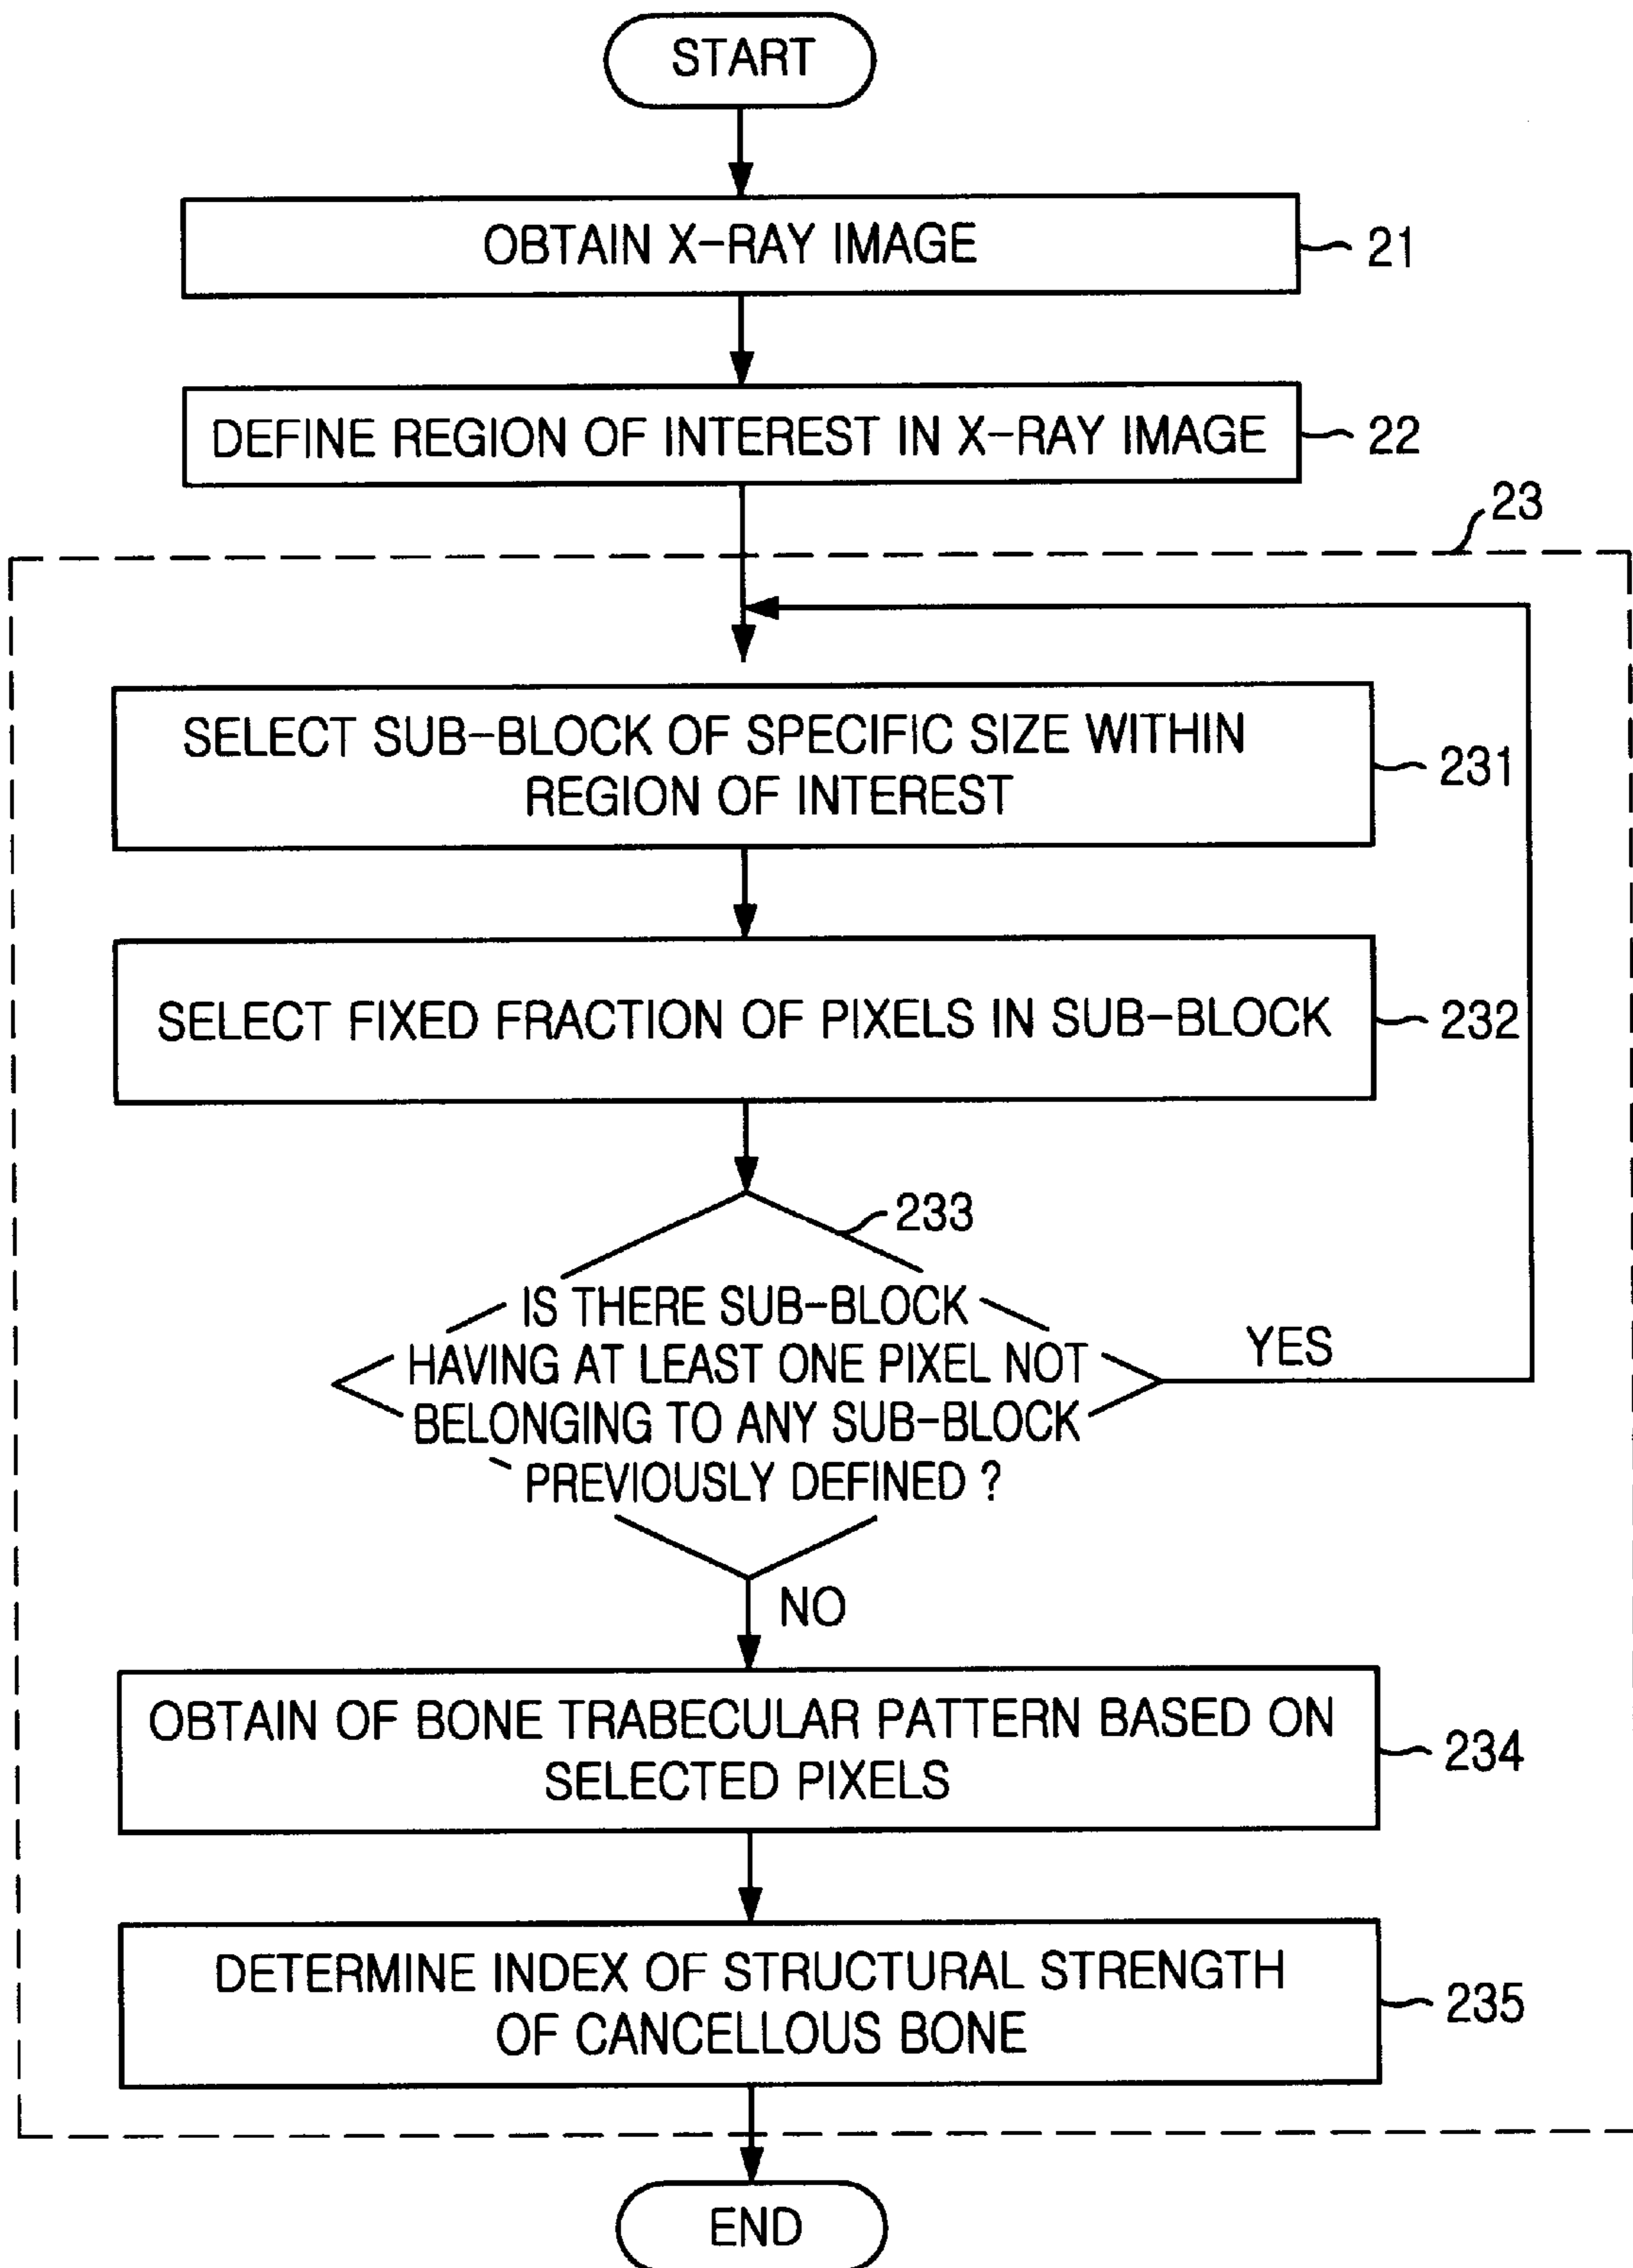 START
OBTAIN X-RAY IMAGE
21
DEFINE REGION OF INTEREST IN X-RAY IMAGE
22
23
SELECT SUB-BLOCK OF SPECIFIC SIZE WITHIN
REGION OF INTEREST
231
SELECT FIXED FRACTION OF PIXELS IN SUB-BLOCK
232
233
IS THERE SUB-BLOCK
HAVING AT LEAST ONE PIXEL NOT
BELONGING TO ANY SUB-BLOCK
PREVIOUSLY DEFINED ?
YES
NO
OBTAIN OF BONE TRABECULAR PATTERN BASED ON
SELECTED PIXELS
234
DETERMINE INDEX OF STRUCTURAL STRENGTH
OF CANCELLOUS BONE
235
END